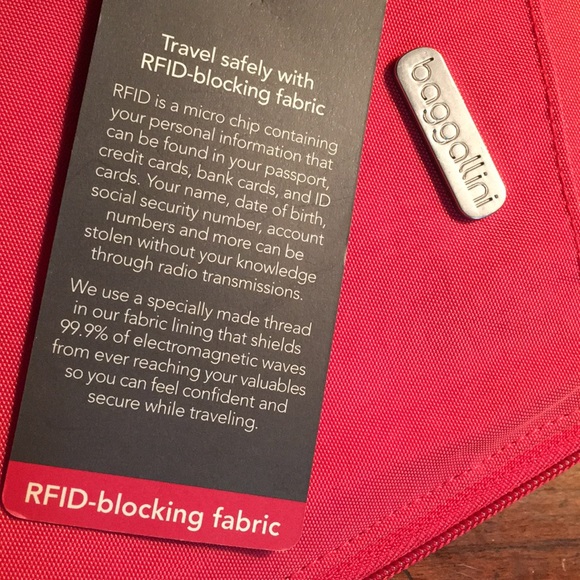 Travel safely with
RFID-blocking fabric
RFID is a micro chip containing
your personal information that
can be found in your passport,
credit cards, bank cards, and ID
cards. Your name, date of birth,
social security number, account
numbers and more can be
stolen without your knowledge
through radio transmissions.
We use a specially made thread
in our fabric lining that shields
99.9% of electromagnetic waves
from ever reaching your valuables
so you can feel confident and
secure while traveling.
RFID-blocking fabric
baggallini